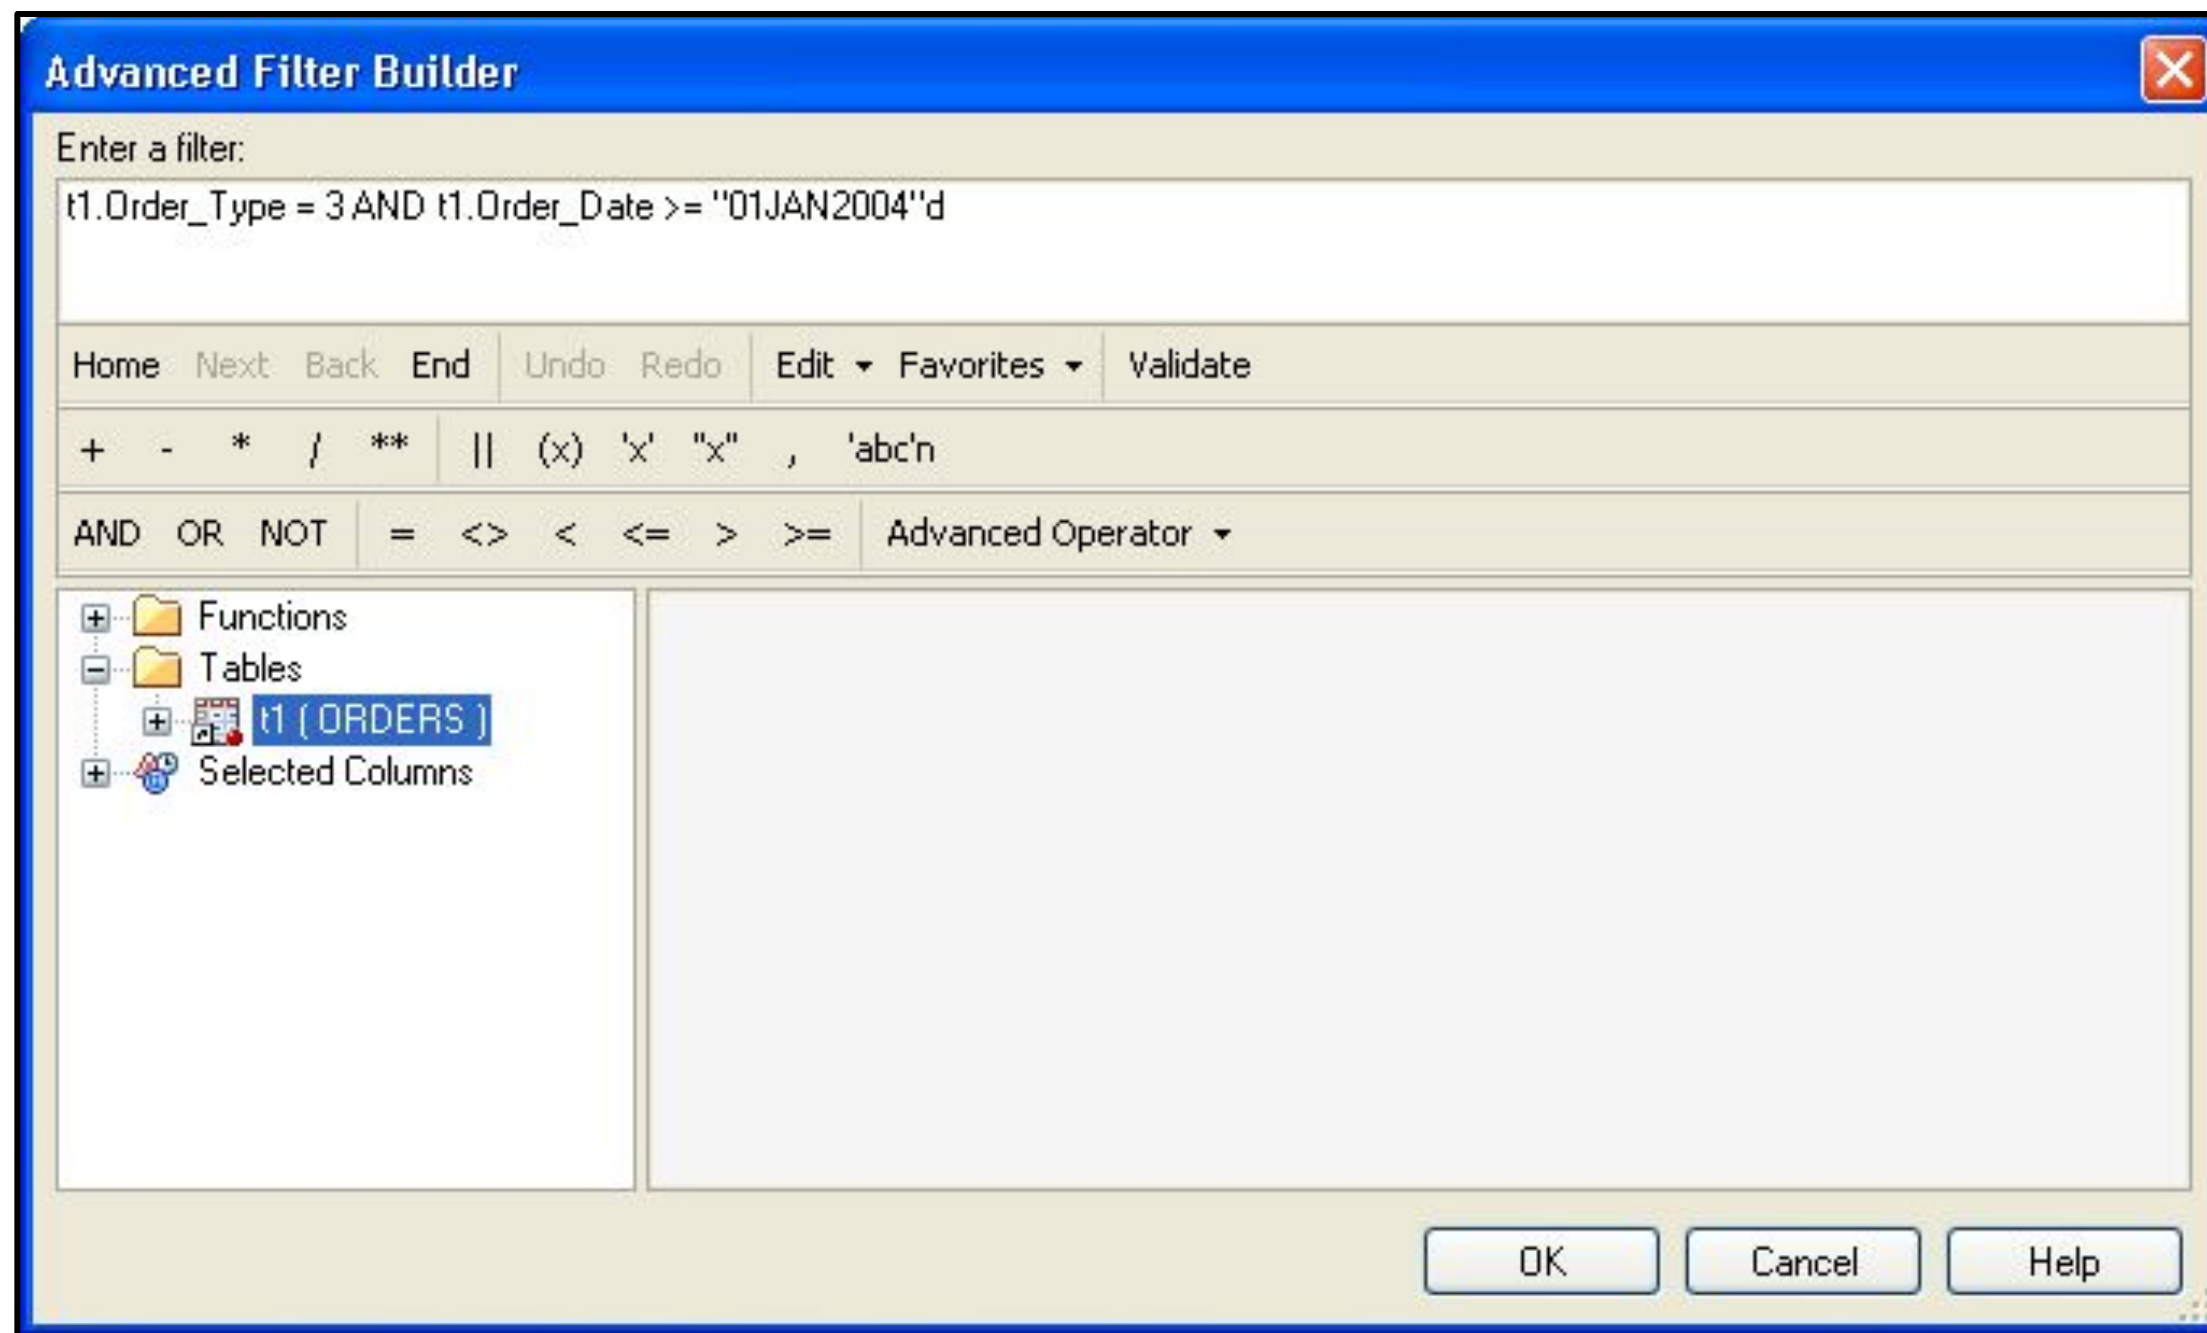 Advanced Filter Builder
Enter a filter:
t1.Order_Type = 3 AND t1.Order_Date >= "01JAN2004"d
Home Next Back End Undo Redo Edit Favorites Validate
+ - * / ** || (x) 'x' "x" , 'abc'n
AND OR NOT = <> < <= > >= Advanced Operator
Functions
Tables
t1 ( ORDERS )
Selected Columns
OK Cancel Help